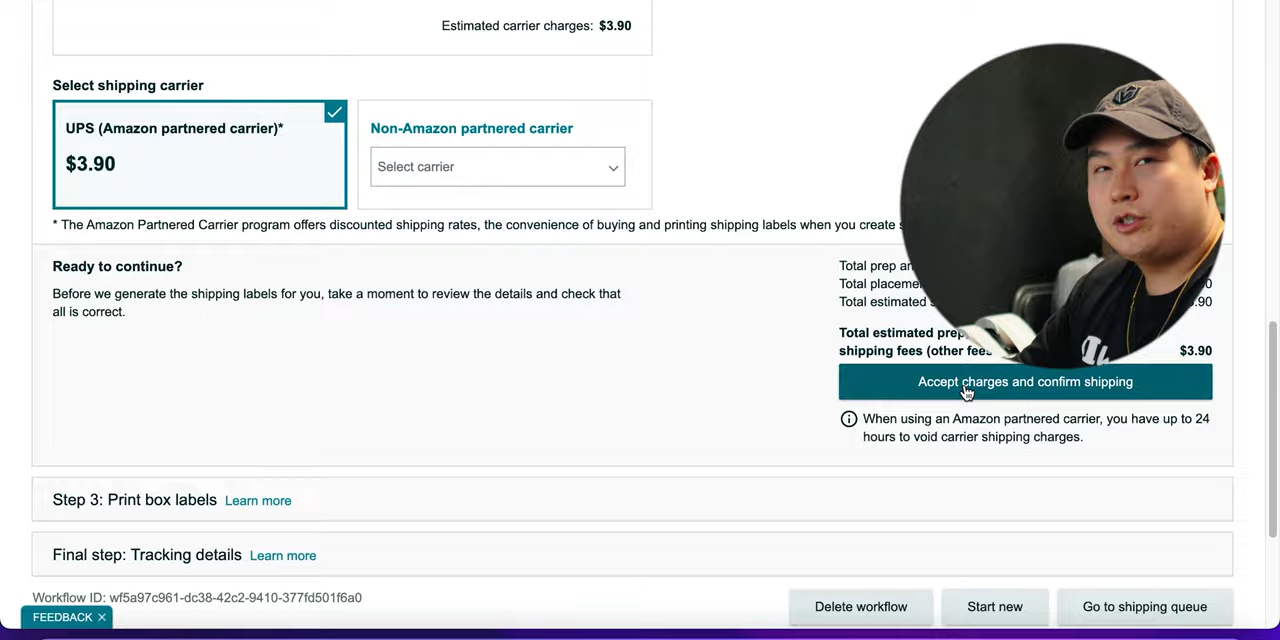 Estimated carrier charges: $3.90
Select shipping carrier
UPS (Amazon partnered carrier)*
$3.90
Non-Amazon partnered carrier
Select carrier
* The Amazon Partnered Carrier program offers discounted shipping rates, the convenience of buying and printing shipping labels when you create
Ready to continue?
Before we generate the shipping labels for you, take a moment to review the details and check that
all is correct.
Total prep
Total
Total estimated
Total estimated
shipping fees (other $3.90
Accept charges and confirm shipping
When using an Amazon partnered carrier, you have up to 24
hours to void carrier shipping charges.
Step 3: Print box labels Learn more
Final step: Tracking details Learn more
Workflow ID: wf5a97c961-dc38-42c2-9410-377fd501f6a0
FEEDBACK
Delete workflow
Start new
Go to shipping queue